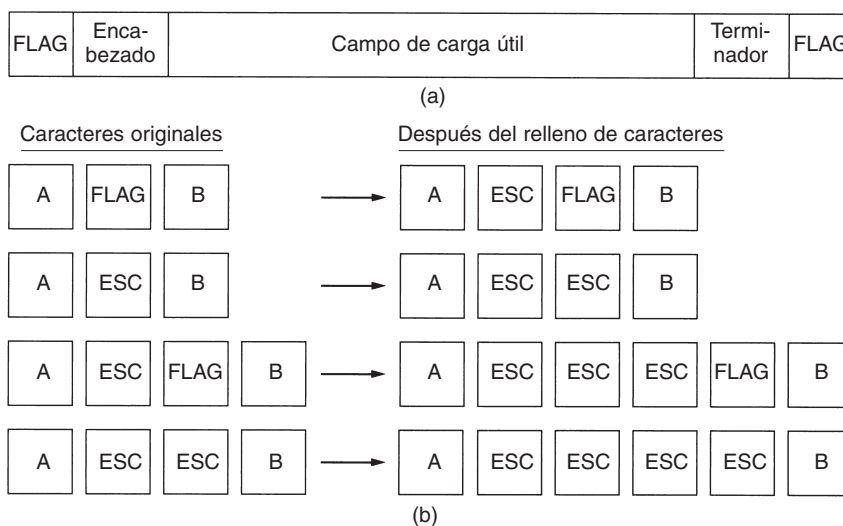 FLAG Enca-bezado Campo de carga útil Termi-nador FLAG
(a)
Caracteres originales Después del relleno de caracteres
A FLAG B A ESC FLAG B
A ESC B A ESC ESC B
A ESC FLAG B A ESC ESC ESC FLAG B
A ESC ESC B A ESC ESC ESC ESC B
(b)